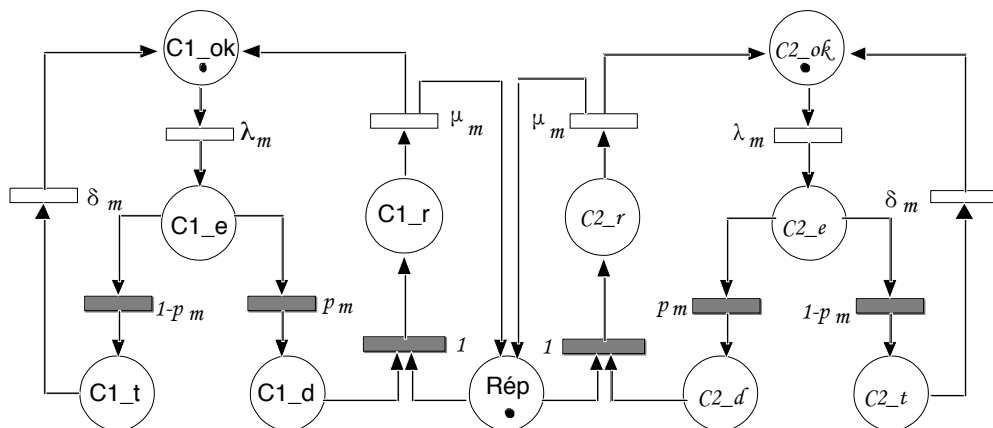 C1_ok
C2_ok
λm
μm
μm
λm
δm
C1_e
C1_r
C2_r
C2_e
δm
1-pm
pm
1
1
pm
1-pm
C1_t
C1_d
Rép
C2_d
C2_t